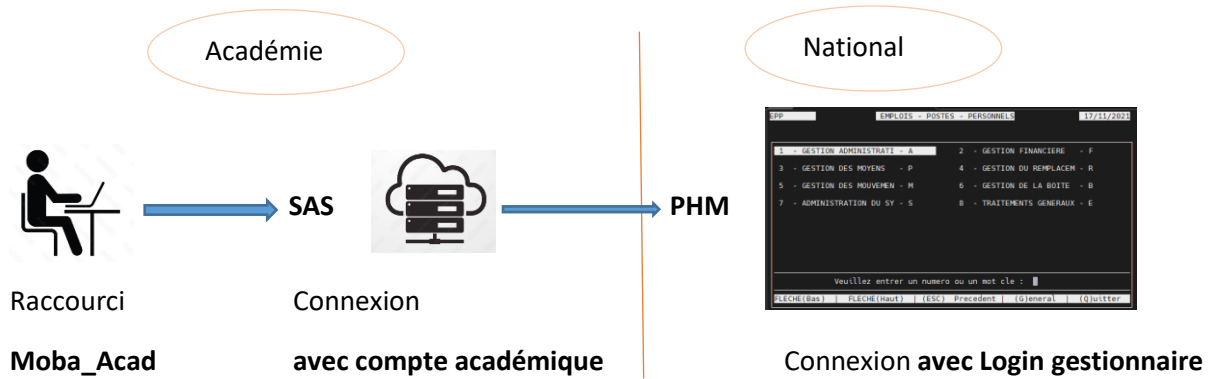 Académie
National
SAS
PHM
EPP EMPLOIS - POSTES - PERSONNELS 17/11/2021
1 - GESTION ADMINISTRATI - A 2 - GESTION FINANCIERE - F
3 - GESTION DES MOYENS - P 4 - GESTION DU REMPLACEM - R
5 - GESTION DES MOUVEMEN - M 6 - GESTION DE LA BOITE - B
7 - ADMINISTRATION DU SY - S 8 - TRAITEMENTS GENERAUX - E
Veuillez entrer un numero ou un mot cle :
FLECHE(Bas) | FLECHE(Haut) | (ESC) Precedent | (G)eneral | (Q)uitter
Raccourci
Moba_Acad
Connexion
avec compte académique
Connexion avec Login gestionnaire